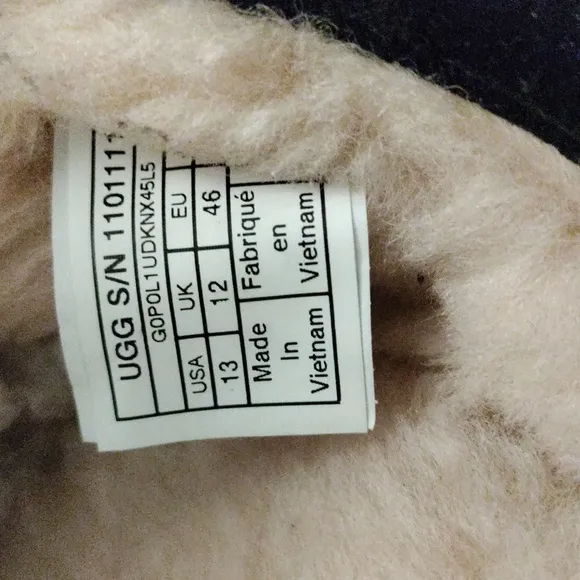 UGG S/N 1101111
G0P0L1UDKNX45L5
USA UK EU
13 12 46
Made Fabriqué
In en
Vietnam Vietnam